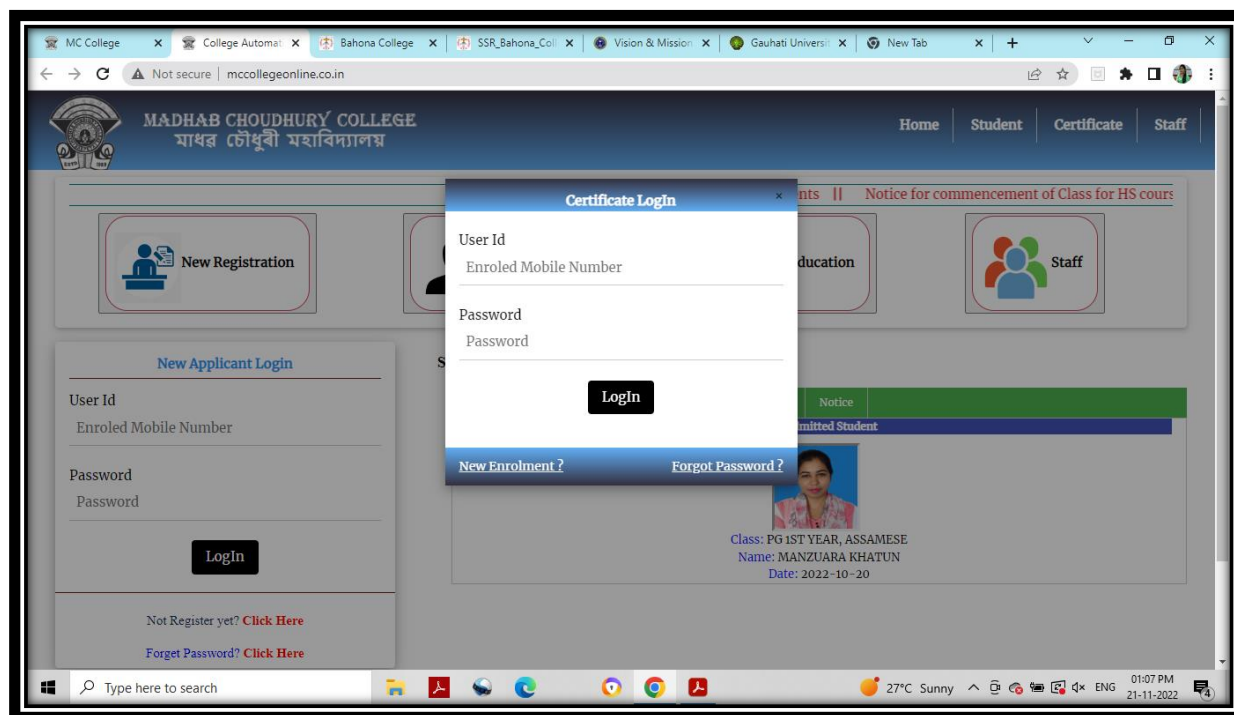 MC College
College Automat
Bahona College
SSR_Bahona_Coll
Vision & Mission
Gauhati Universit
New Tab
Not secure | mccollegeonline.co.in
MADHAB CHOUDHURY COLLEGE
মাধৱ চৌধুৰী মহাবিদ্যালয়
Home
Student
Certificate
Staff
nts || Notice for commencement of Class for HS cours
New Registration
ducation
Staff
Certificate LogIn ×
User Id
Enroled Mobile Number
Password
Password
LogIn
New Enrolment ?
Forgot Password ?
New Applicant Login
User Id
Enroled Mobile Number
Password
Password
LogIn
Not Register yet? Click Here
Forget Password? Click Here
S
Notice
mitted Student
Class: PG 1ST YEAR, ASSAMESE
Name: MANZUARA KHATUN
Date: 2022-10-20
Type here to search
27°C Sunny
ENG
01:07 PM
21-11-2022
4